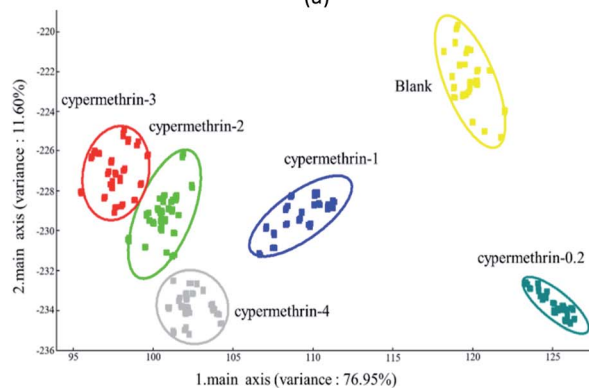 (a)
-220
-222
Blank
cypermethrin-3
-224
cypermethrin-2
-226
cypermethrin-1
-228
-230
cypermethrin-0.2
-232
-234
cypermethrin-4
-236
95 100 105 110 115 120 125
1.main axis (variance : 76.95%)
2.main axis (variance : 11.60%)